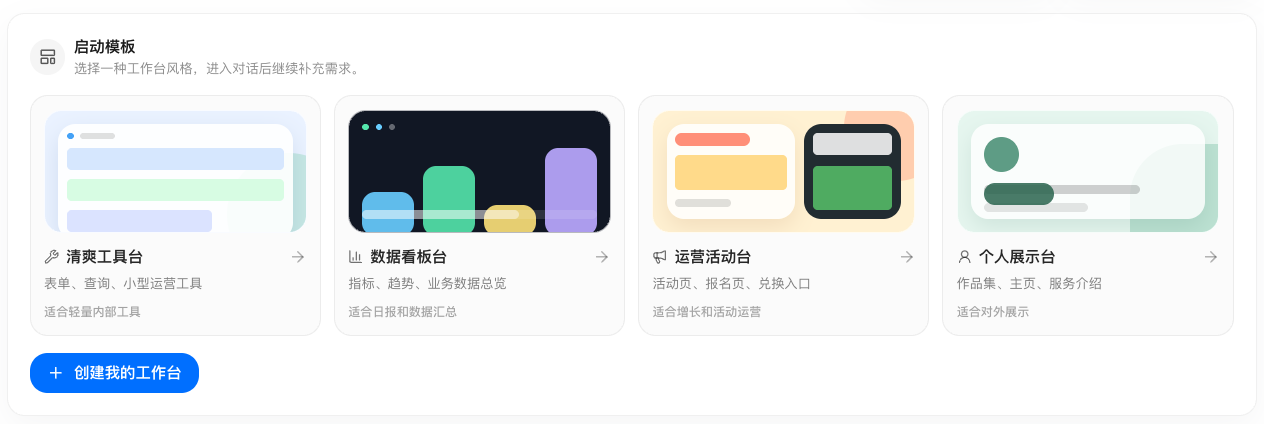 启动模板
选择一种工作台风格，进入对话后继续补充需求。
清爽工具台
表单、查询、小型运营工具
适合轻量内部工具
数据看板台
指标、趋势、业务数据总览
适合日报和数据汇总
运营活动台
活动页、报名页、兑换入口
适合增长和活动运营
个人展示台
作品集、主页、服务介绍
适合对外展示
创建我的工作台